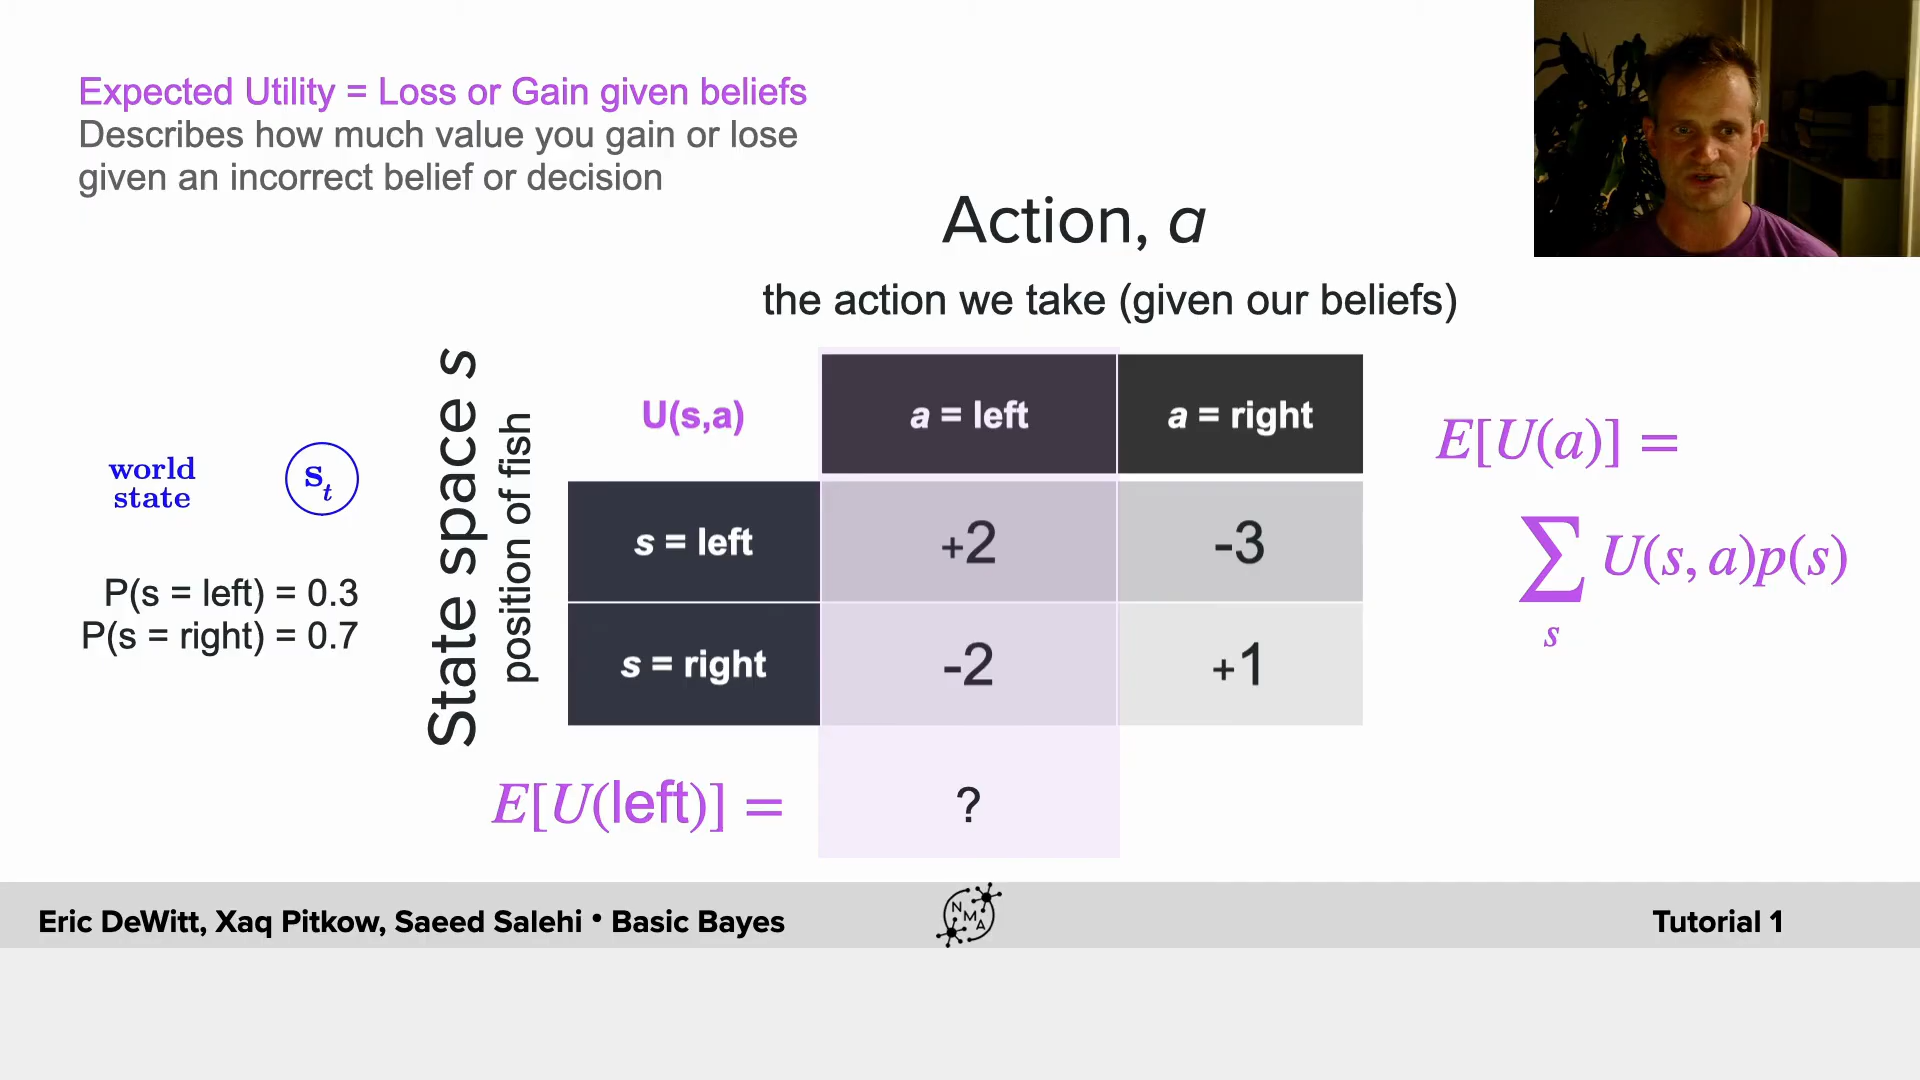 Expected Utility = Loss or Gain given beliefs
Describes how much value you gain or lose
given an incorrect belief or decision
Action, a
the action we take (given our beliefs)
State space s
position of fish
world
state
s_t
P(s = left) = 0.3
P(s = right) = 0.7
U(s,a) a = left a = right
s = left +2 -3
s = right -2 +1
E[U(left)] = ?
E[U(a)] =
∑ U(s, a)p(s)
s
Eric DeWitt, Xaq Pitkow, Saeed Salehi • Basic Bayes
N
M
A
Tutorial 1